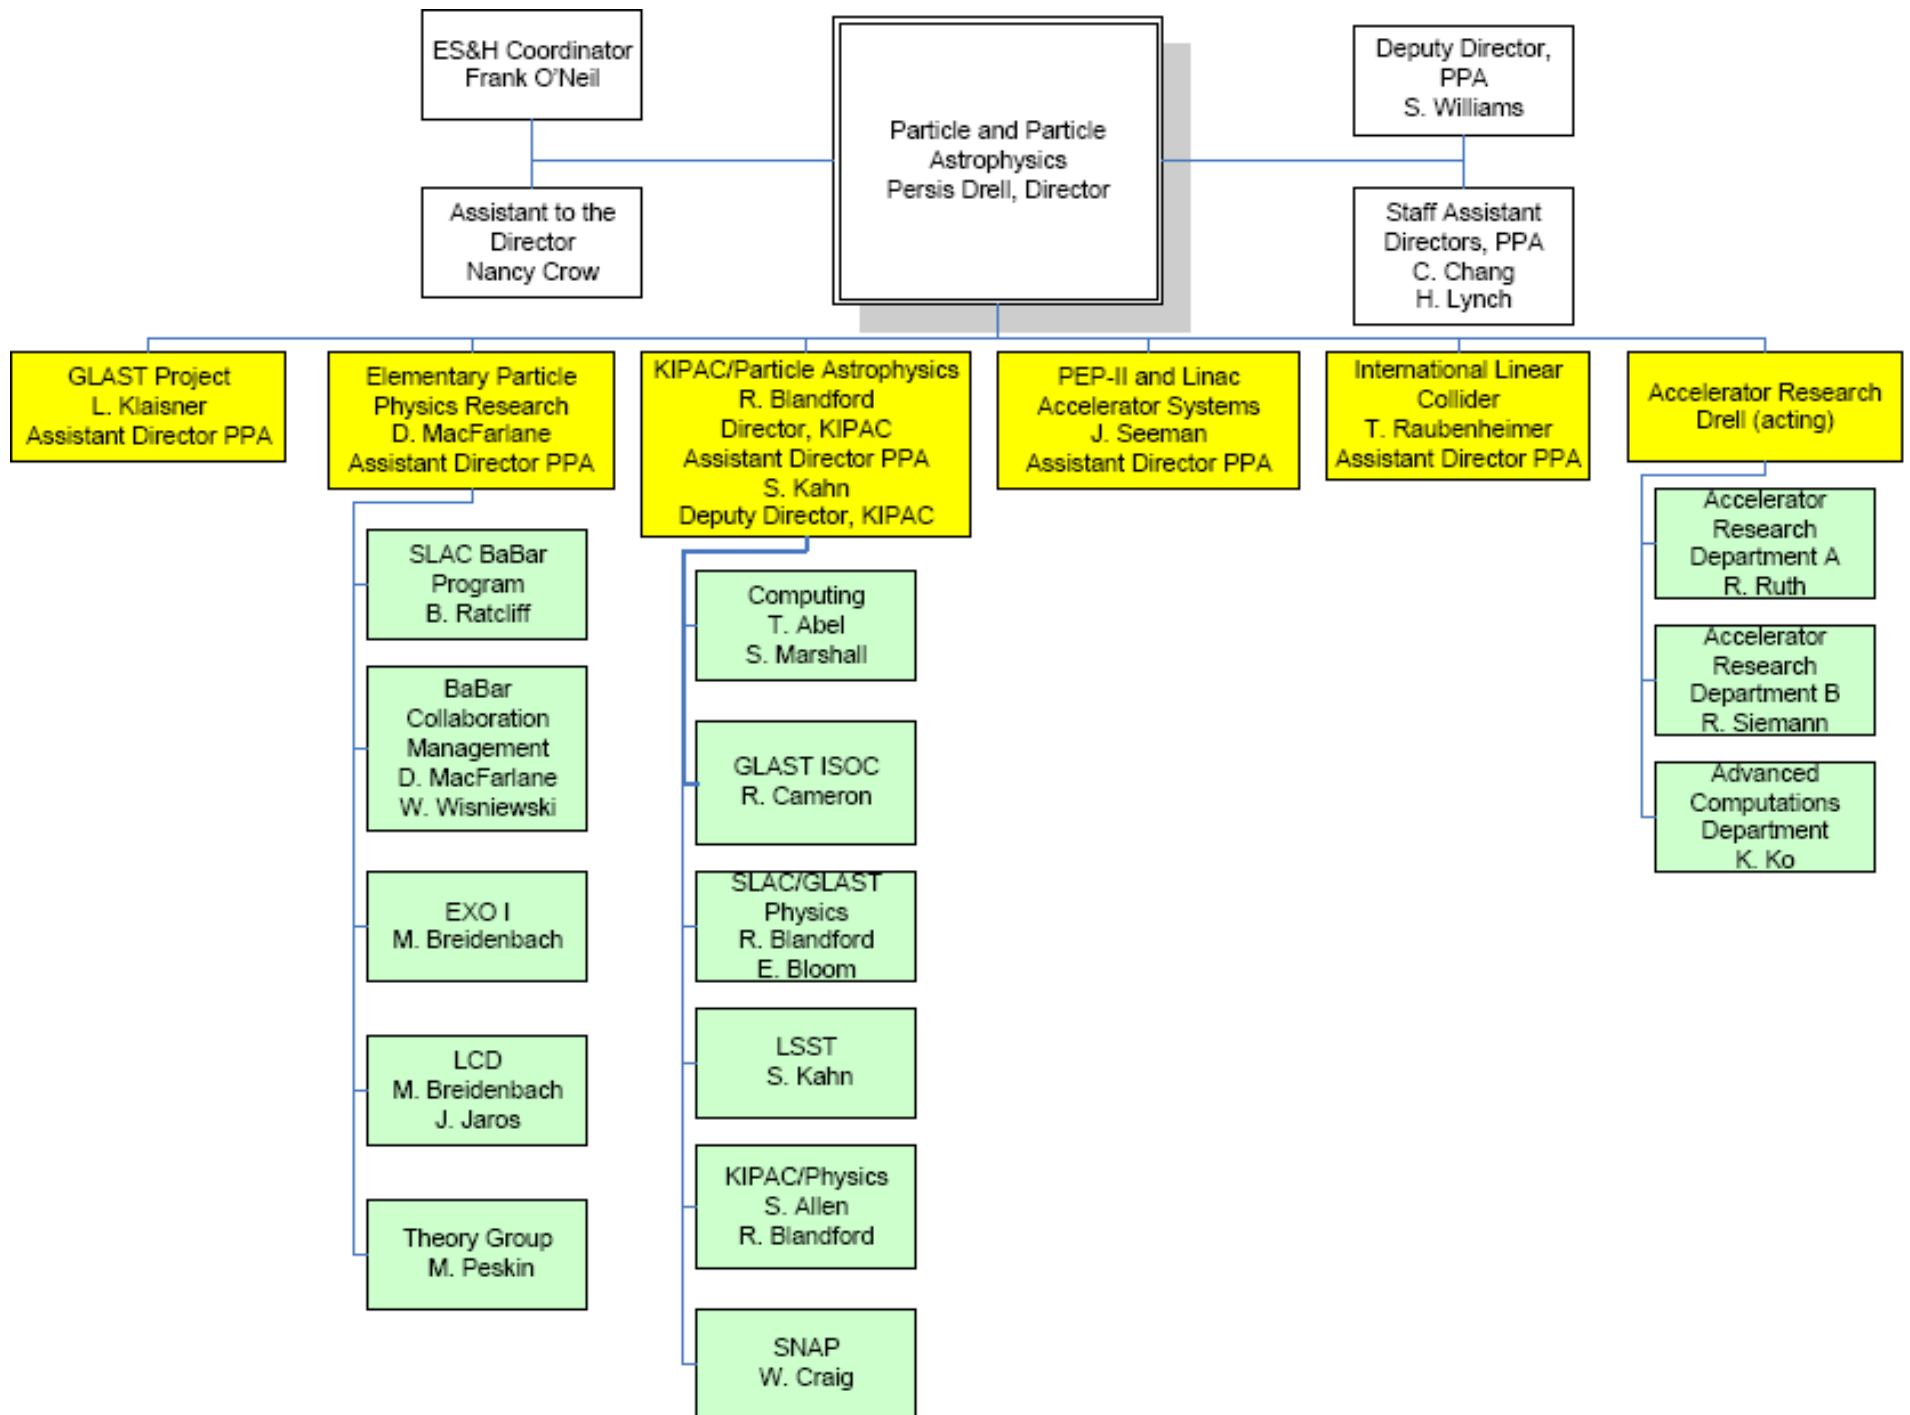 ES&H Coordinator
Frank O'Neil
Assistant to the
Director
Nancy Crow
Particle and Particle
Astrophysics
Persis Drell, Director
Deputy Director,
PPA
S. Williams
Staff Assistant
Directors, PPA
C. Chang
H. Lynch
GLAST Project
L. Klaisner
Assistant Director PPA
Elementary Particle
Physics Research
D. MacFarlane
Assistant Director PPA
SLAC BaBar
Program
B. Ratcliff
BaBar
Collaboration
Management
D. MacFarlane
W. Wisniewski
EXO I
M. Breidenbach
LCD
M. Breidenbach
J. Jaros
Theory Group
M. Peskin
KIPAC/Particle Astrophysics
R. Blandford
Director, KIPAC
Assistant Director PPA
S. Kahn
Deputy Director, KIPAC
Computing
T. Abel
S. Marshall
GLAST ISOC
R. Cameron
SLAC/GLAST
Physics
R. Blandford
E. Bloom
LSST
S. Kahn
KIPAC/Physics
S. Allen
R. Blandford
SNAP
W. Craig
PEP-II and Linac
Accelerator Systems
J. Seeman
Assistant Director PPA
International Linear
Collider
T. Raubenheimer
Assistant Director PPA
Accelerator Research
Drell (acting)
Accelerator
Research
Department A
R. Ruth
Accelerator
Research
Department B
R. Siemann
Advanced
Computations
Department
K. Ko